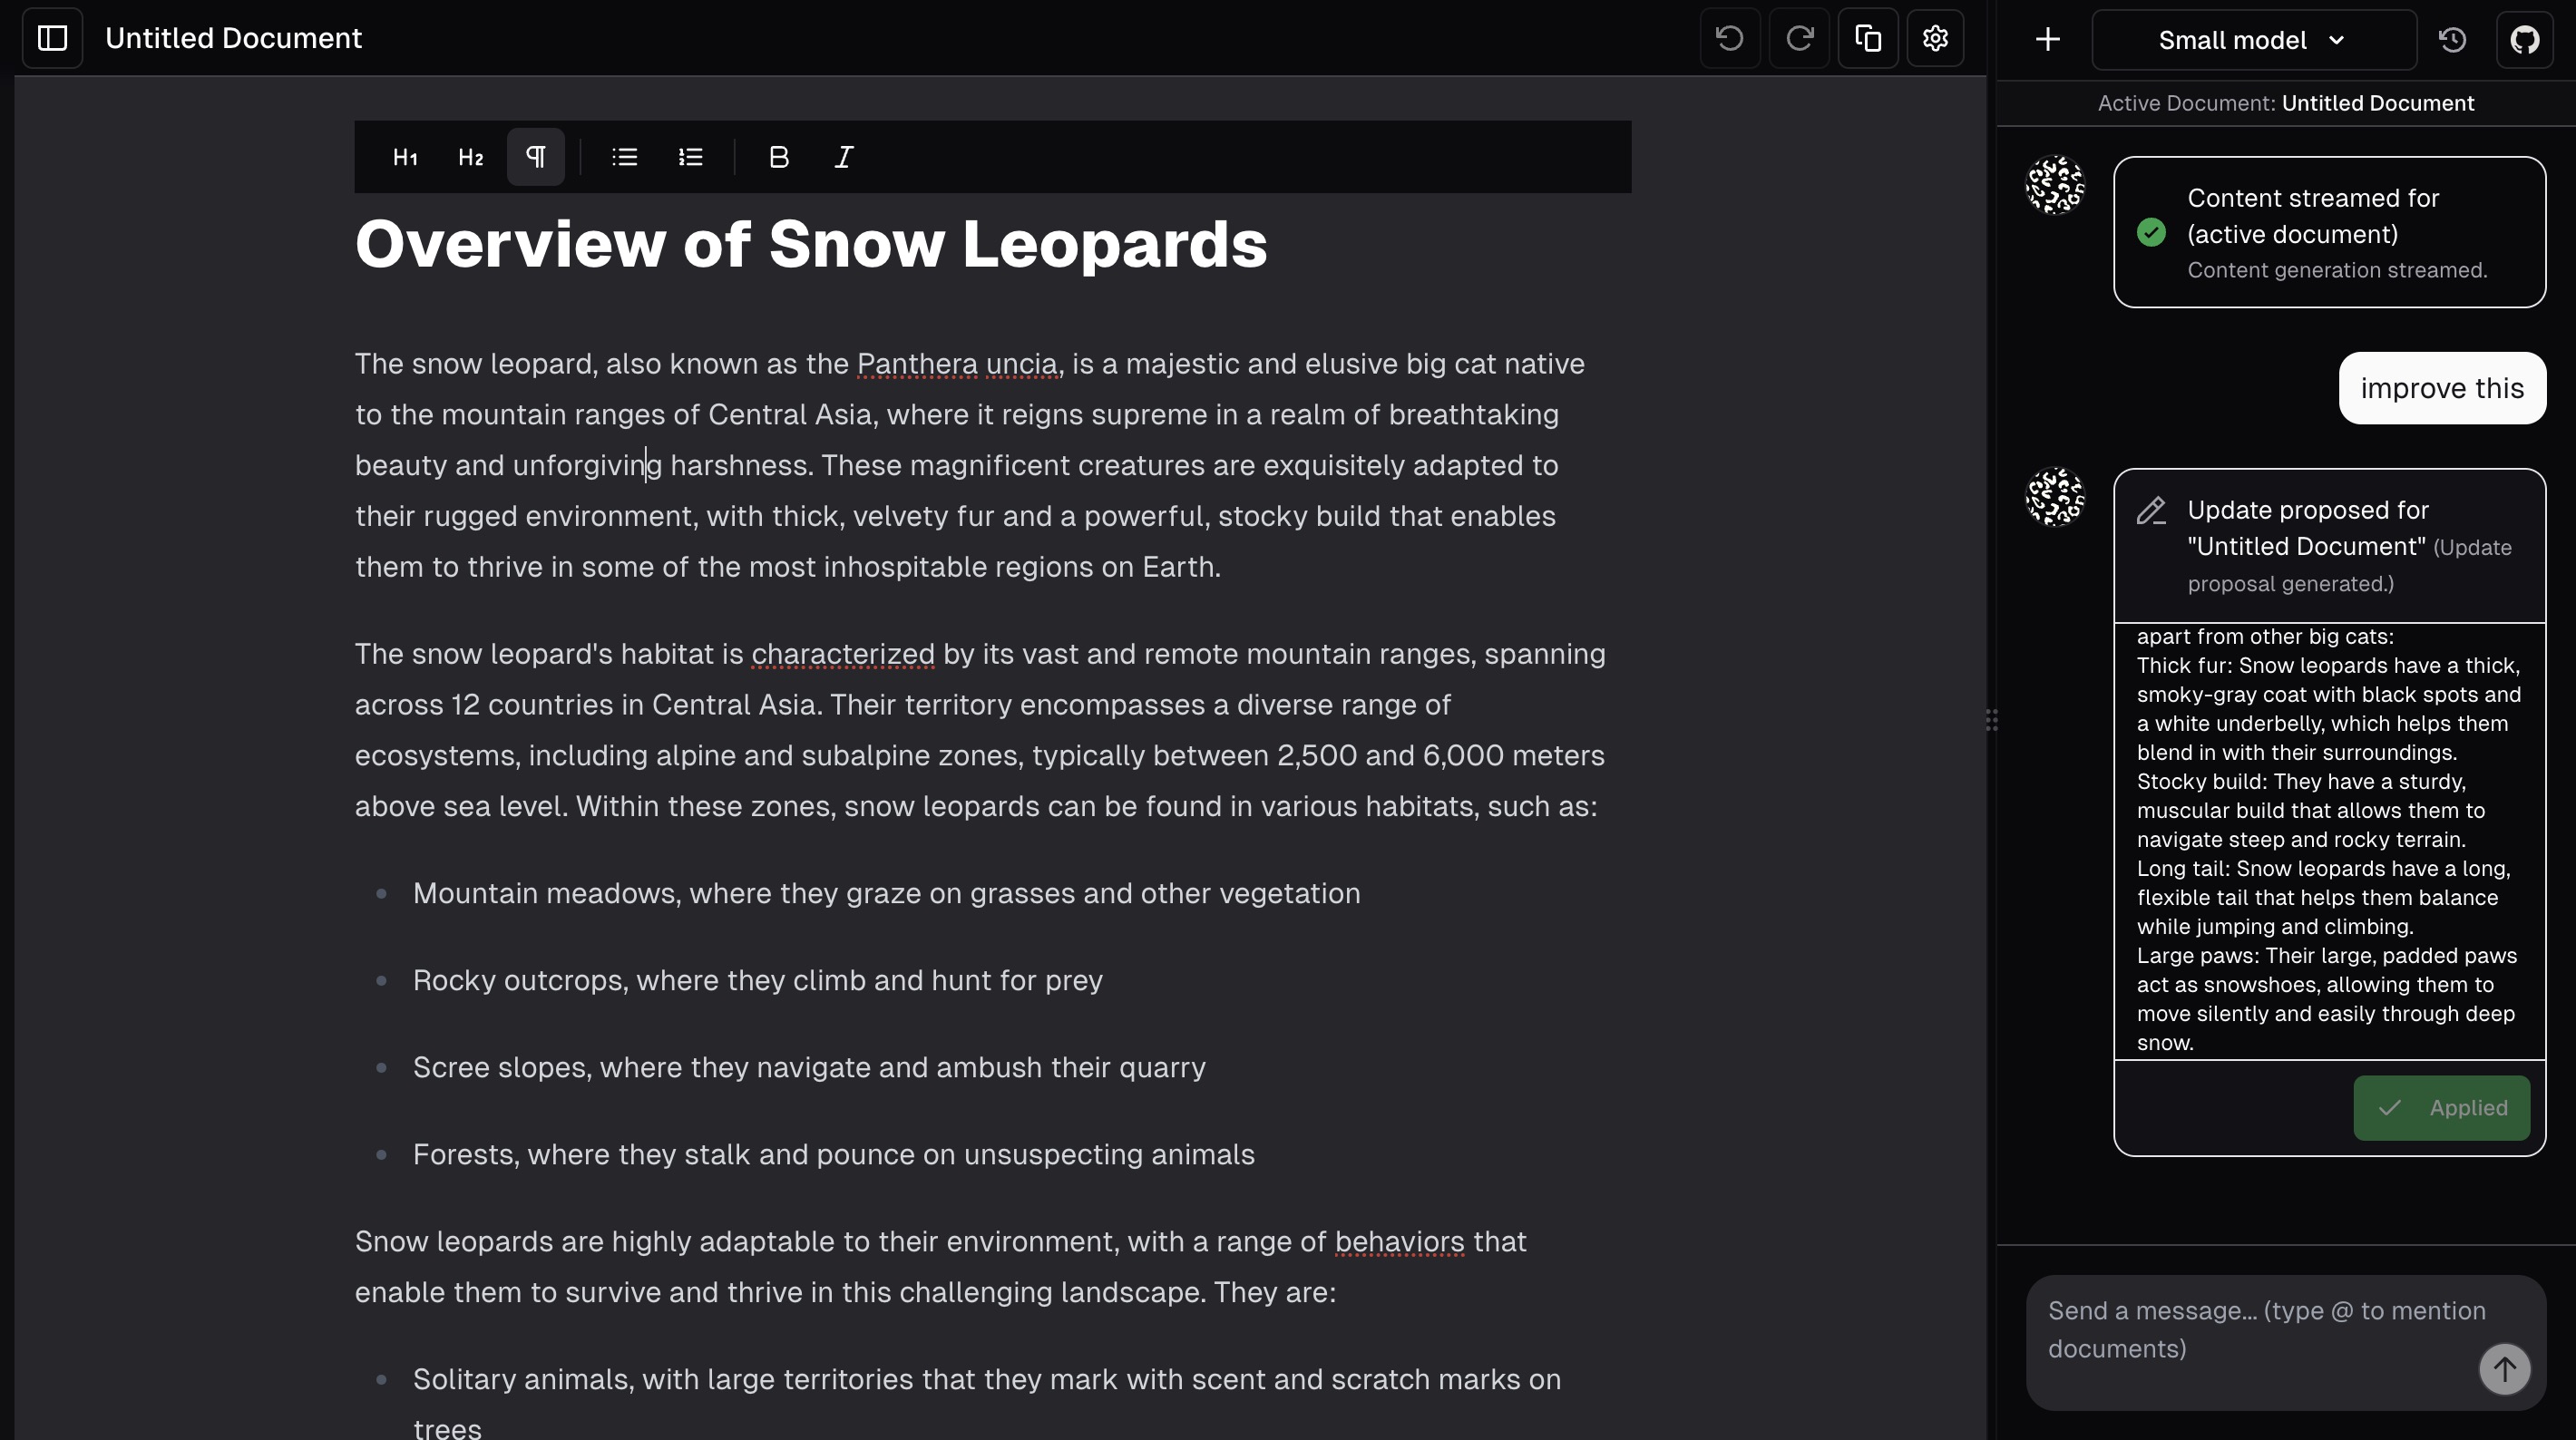 Untitled Document
Small model
Active Document: Untitled Document
H1 H2 B I
Overview of Snow Leopards
The snow leopard, also known as the Panthera uncia, is a majestic and elusive big cat native
to the mountain ranges of Central Asia, where it reigns supreme in a realm of breathtaking
beauty and unforgiving harshness. These magnificent creatures are exquisitely adapted to
their rugged environment, with thick, velvety fur and a powerful, stocky build that enables
them to thrive in some of the most inhospitable regions on Earth.
The snow leopard's habitat is characterized by its vast and remote mountain ranges, spanning
across 12 countries in Central Asia. Their territory encompasses a diverse range of
ecosystems, including alpine and subalpine zones, typically between 2,500 and 6,000 meters
above sea level. Within these zones, snow leopards can be found in various habitats, such as:
Mountain meadows, where they graze on grasses and other vegetation
Rocky outcrops, where they climb and hunt for prey
Scree slopes, where they navigate and ambush their quarry
Forests, where they stalk and pounce on unsuspecting animals
Snow leopards are highly adaptable to their environment, with a range of behaviors that
enable them to survive and thrive in this challenging landscape. They are:
Solitary animals, with large territories that they mark with scent and scratch marks on
trees
Content streamed for
(active document)
Content generation streamed.
improve this
Update proposed for
"Untitled Document" (Update
proposal generated.)
apart from other big cats:
Thick fur: Snow leopards have a thick,
smoky-gray coat with black spots and
a white underbelly, which helps them
blend in with their surroundings.
Stocky build: They have a sturdy,
muscular build that allows them to
navigate steep and rocky terrain.
Long tail: Snow leopards have a long,
flexible tail that helps them balance
while jumping and climbing.
Large paws: Their large, padded paws
act as snowshoes, allowing them to
move silently and easily through deep
snow.
Applied
Send a message... (type @ to mention
documents)